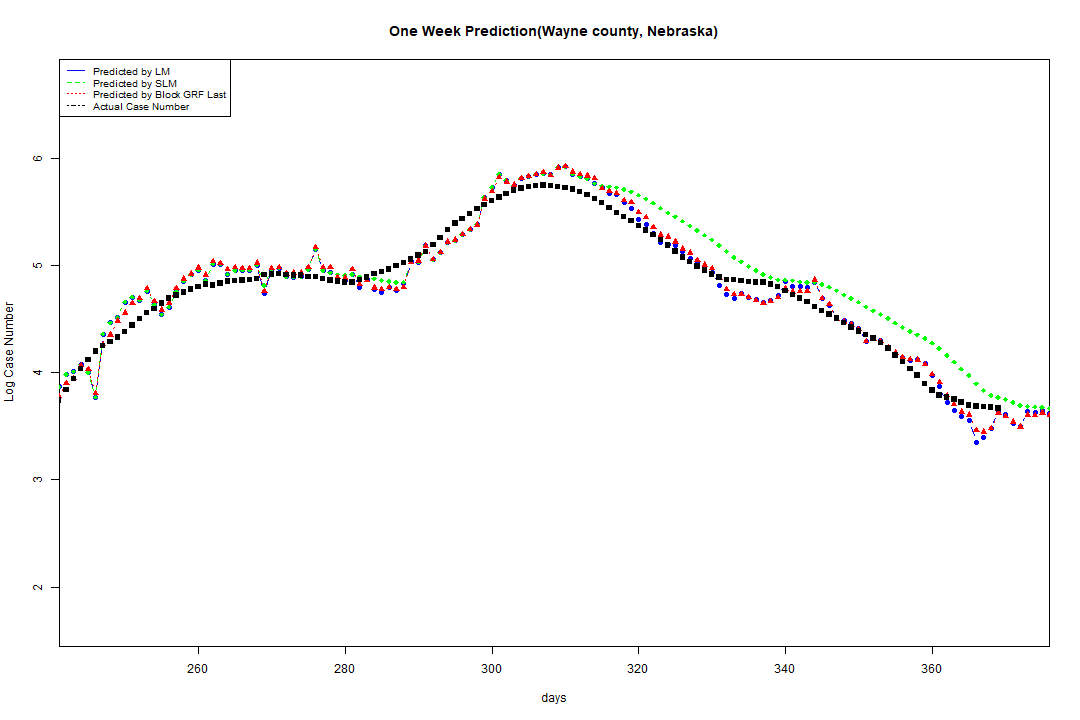 One Week Prediction(Wayne county, Nebraska)
Predicted by LM
Predicted by SLM
Predicted by Block GRF Last
Actual Case Number
Log Case Number
6
5
4
3
2
260 280 300 320 340 360
days